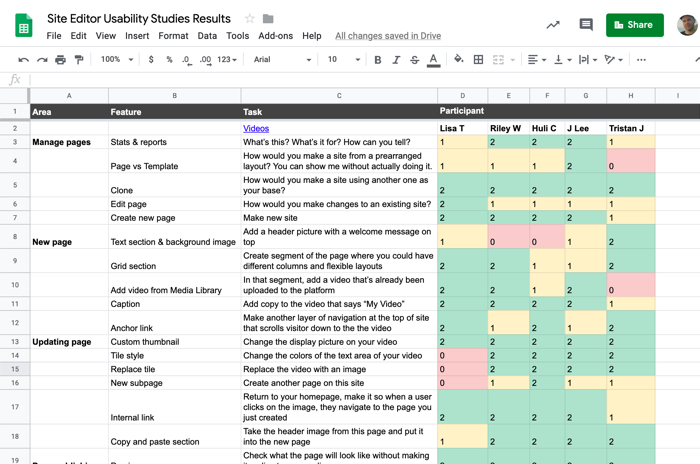 Site Editor Usability Studies Results
Share
File Edit View Insert Format Data Tools Add-ons Help All changes saved in Drive
100% $ % .0 .00 123 Arial 10 B I S A
fx
A B C D E F G H I
1 Area Feature Task Participant
2 Videos Lisa T Riley W Huli C J Lee Tristan J
3 Manage pages Stats & reports What's this? What's it for? How can you tell? 1 2 2 2 1
How would you make a site from a prearranged
4 Page vs Template layout? You can show me without actually doing it. 1 1 1 2 0
How would you make a site using another one as
5 Clone your base? 2 2 2 2 2
6 Edit page How would you make changes to an existing site? 2 1 1 1 1
7 Create new page Make new site 2 2 2 2 1
Add a header picture with a welcome message on
8 New page Text section & background image top 1 0 0 1 2
Create segment of the page where you could have
9 Grid section different columns and flexible layouts 2 2 1 1 2
In that segment, add a video that's already been
10 Add video from Media Library uploaded to the platform 2 2 1 2 0
11 Caption Add copy to the video that says "My Video" 2 2 2 2 1
Make another layer of navigation at the top of site
12 Anchor link that scrolls visitor down to the the video 2 1 2 1 2
13 Updating page Custom thumbnail Change the display picture on your video 2 2 2 2 2
14 Tile style Change the colors of the text area of your video 0 2 2 2 2
15 Replace tile Replace the video with an image 0 2 2 2 2
16 New subpage Create another page on this site 0 1 2 1 1
Return to your homepage, make it so when a user
clicks on the image, they navigate to the page you
17 Internal link just created 2 2 2 2 1
Take the header image from this page and put it
18 Copy and paste section into the new page 1 2 2 2 2
Check what the page will look like without making
19